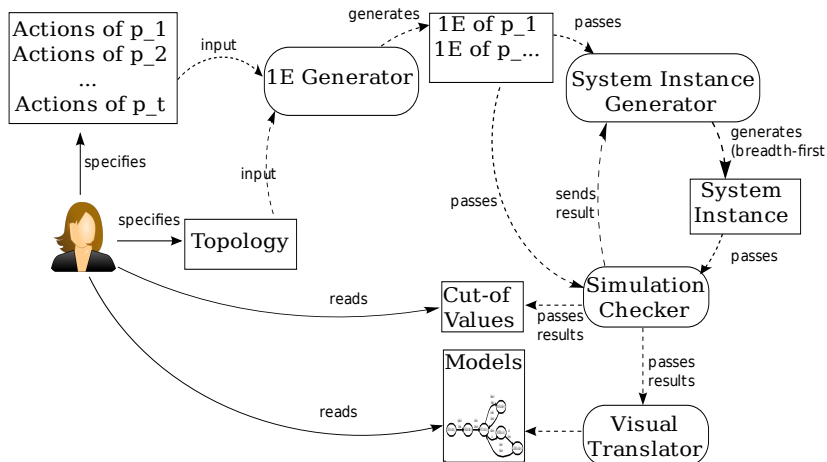 Actions of p_1
Actions of p_2
...
Actions of p_t
input
1E Generator
generates
1E of p_1
1E of p_...
passes
System Instance
Generator
specifies
input
generates
(breadth-first
specifies
Topology
passes
sends
result
System
Instance
passes
reads
Cut-of
Values
passes
results
Simulation
Checker
Models
passes
results
reads
Visual
Translator